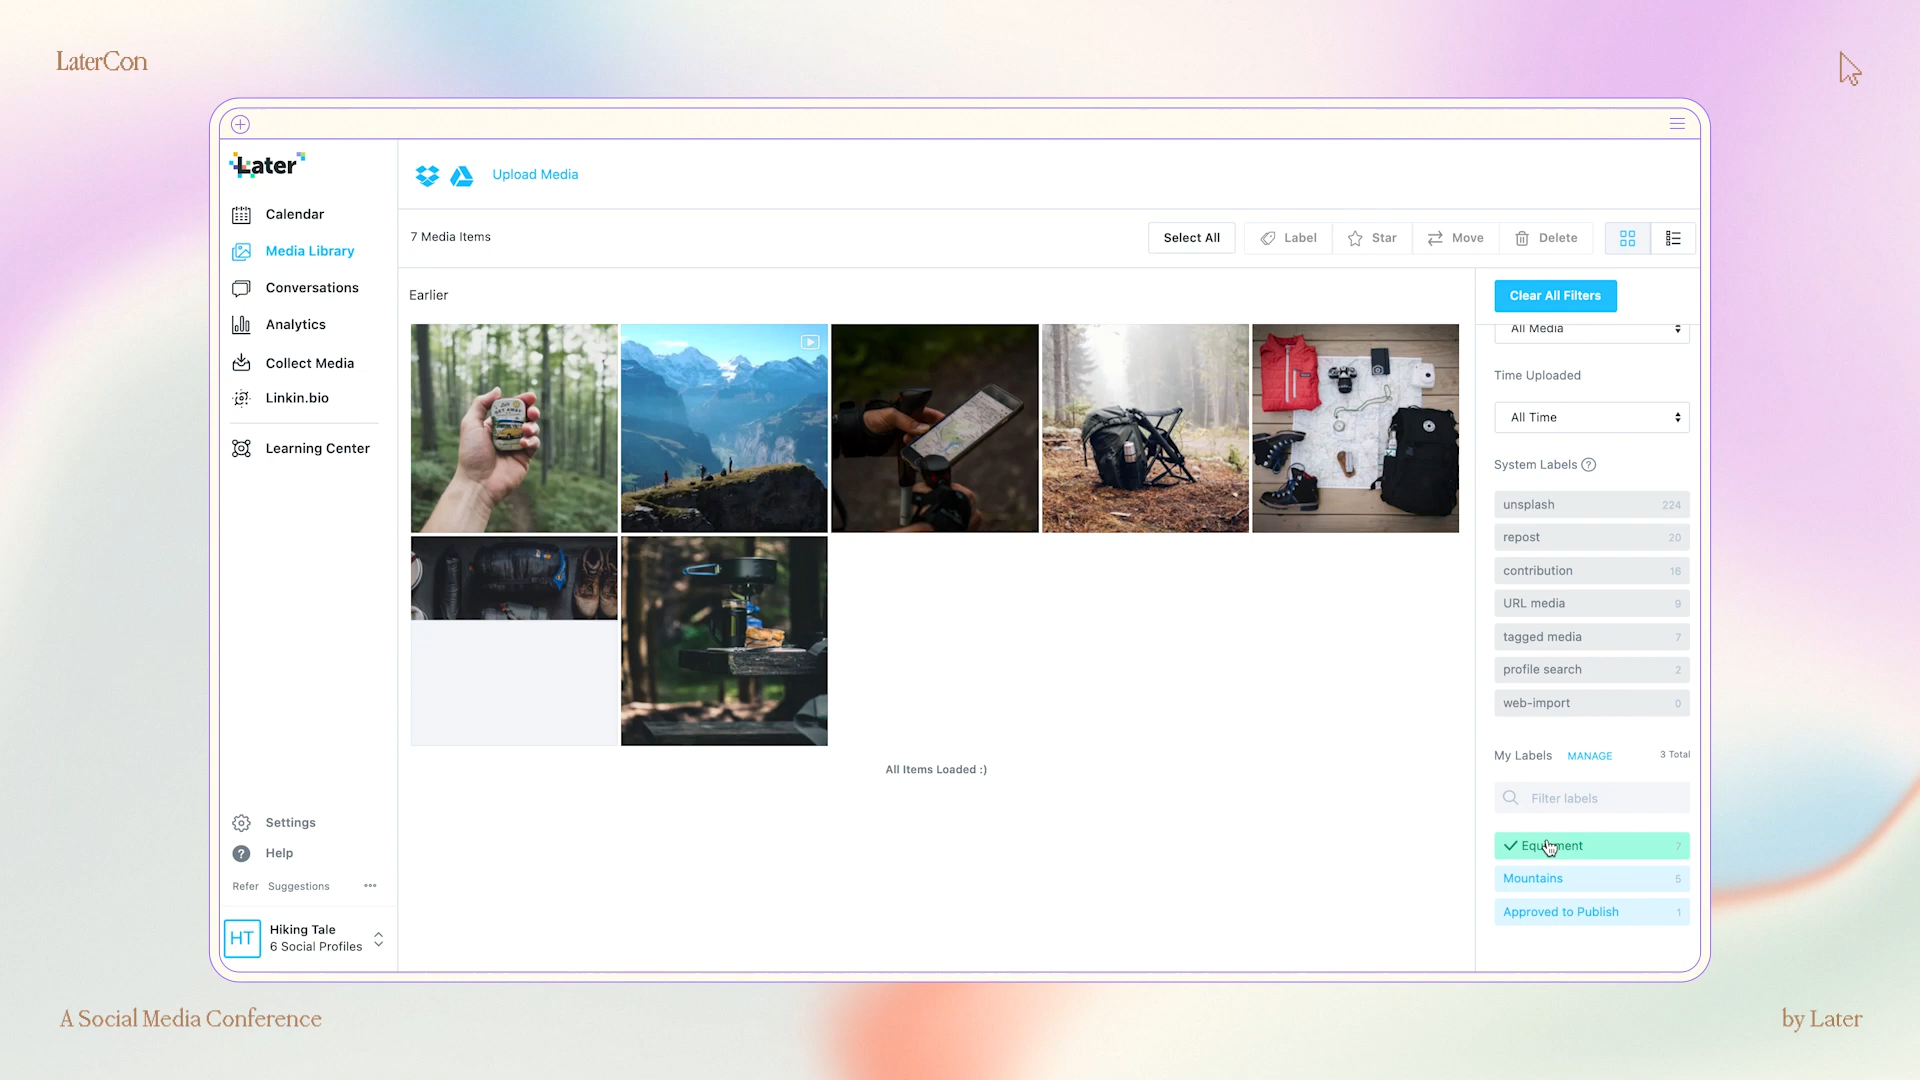 LaterCon
Later
Calendar
Media Library
Conversations
Analytics
Collect Media
Linkin.bio
Learning Center
Settings
? Help
Refer Suggestions
HT
Hiking Tale
6 Social Profiles
Upload Media
7 Media Items
Select All
Label
Star
Move
Delete
Earlier
GET AWAY
All Items Loaded :)
Clear All Filters
All Media
Time Uploaded
All Time
System Labels ?
unsplash 224
repost 20
contribution 16
URL media 9
tagged media 7
profile search 2
web-import 0
My Labels MANAGE 3 Total
Filter labels
Equipment 7
Mountains 5
Approved to Publish 1
A Social Media Conference
by Later